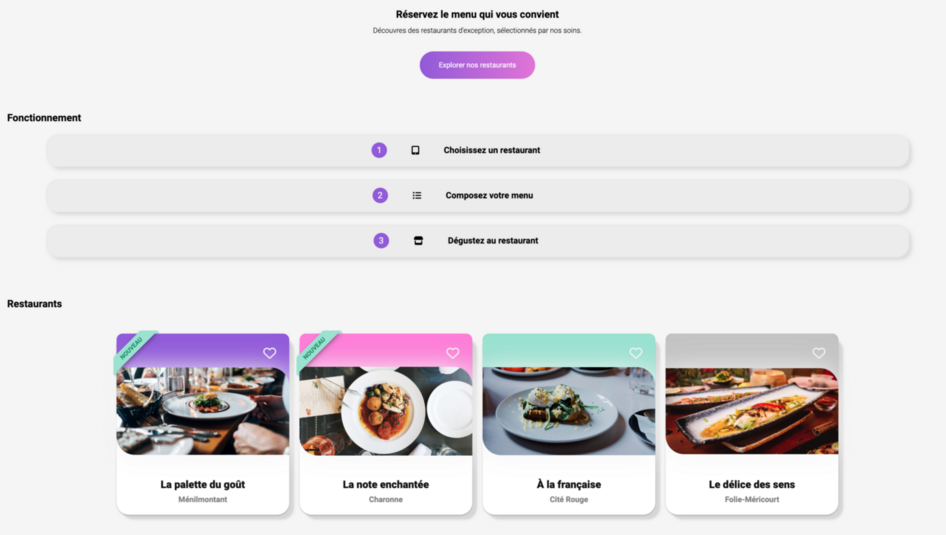 Réservez le menu qui vous convient
Découvres des restaurants d'exception, sélectionnés par nos soins.
Explorer nos restaurants
Fonctionnement
1 Choisissez un restaurant
2 Composez votre menu
3 Dégustez au restaurant
Restaurants
NOUVEAU
NOUVEAU
La palette du goût
Ménilmontant
La note enchantée
Charonne
À la française
Cité Rouge
Le délice des sens
Folie-Méricourt